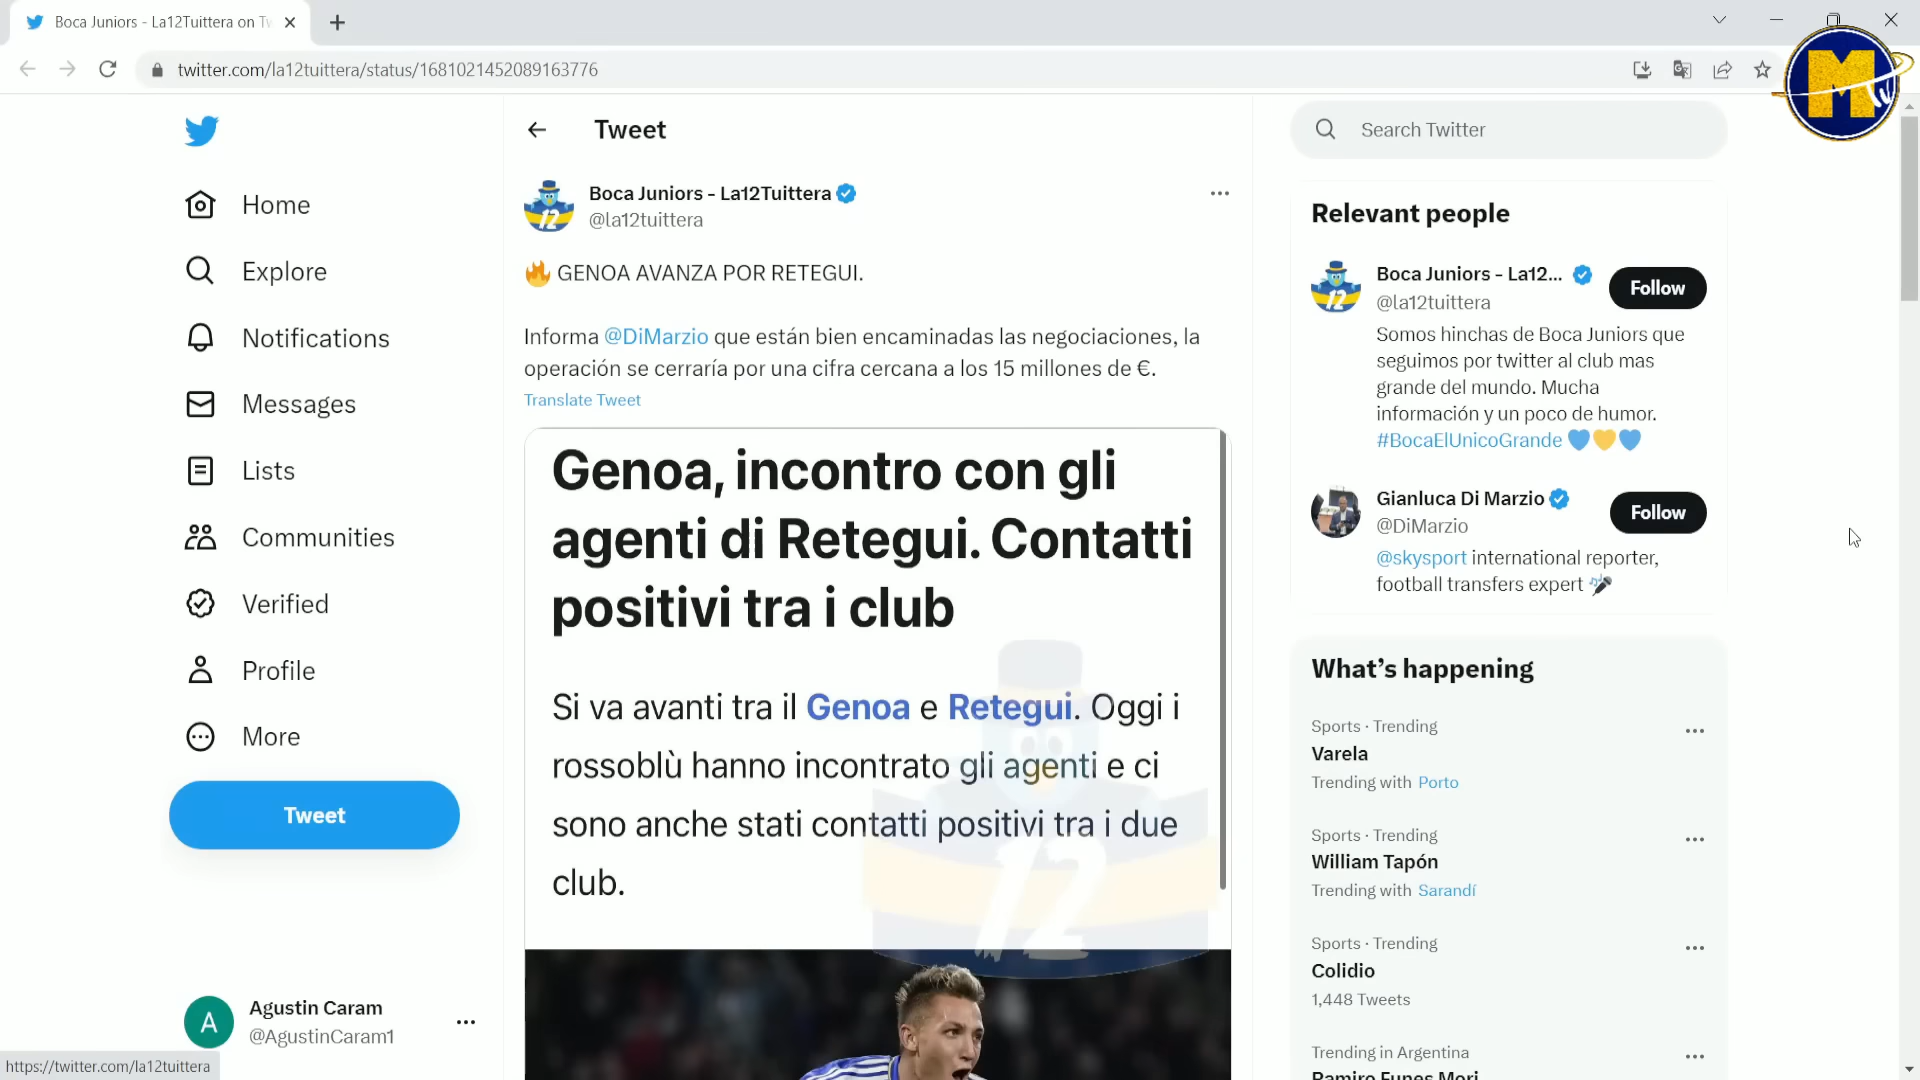 Boca Juniors - La12Tuittera on Tw
twitter.com/la12tuittera/status/1681021452089163776
M
tv
Home
Explore
Notifications
Messages
Lists
Communities
Verified
Profile
More
Tweet
Agustin Caram
@AgustinCaram1
A
https://twitter.com/la12tuittera
Tweet
Boca Juniors - La12Tuittera
@la12tuittera
12
🔥 GENOA AVANZA POR RETEGUI.
Informa @DiMarzio que están bien encaminadas las negociaciones, la
operación se cerraría por una cifra cercana a los 15 millones de €.
Translate Tweet
Genoa, incontro con gli
agenti di Retegui. Contatti
positivi tra i club
Si va avanti tra il Genoa e Retegui. Oggi i
rossoblù hanno incontrato gli agenti e ci
sono anche stati contatti positivi tra i due
club.
12
Search Twitter
Relevant people
Boca Juniors - La12...
@la12tuittera
Follow
12
Somos hinchas de Boca Juniors que
seguimos por twitter al club mas
grande del mundo. Mucha
información y un poco de humor.
#BocaElUnicoGrande 💙💛💙
Gianluca Di Marzio
@DiMarzio
Follow
@skysport international reporter,
football transfers expert 🎤
What's happening
Sports · Trending
Varela
Trending with Porto
Sports · Trending
William Tapón
Trending with Sarandí
Sports · Trending
Colidio
1,448 Tweets
Trending in Argentina
Ramiro Funes Mori